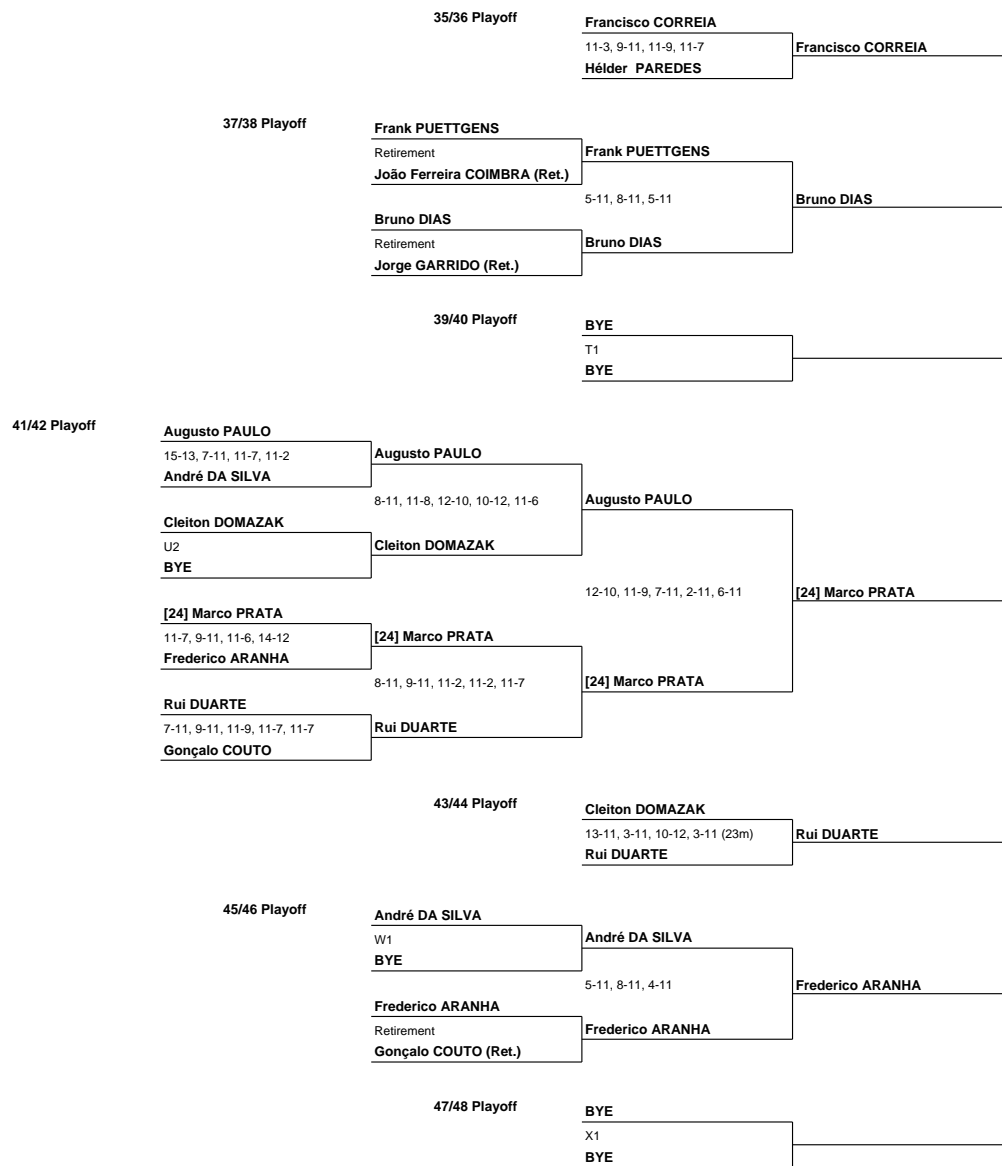 35/36 Playoff
Francisco CORREIA
11-3, 9-11, 11-9, 11-7
Francisco CORREIA
Hélder  PAREDES
37/38 Playoff
Frank PUETTGENS
Retirement
Frank PUETTGENS
João Ferreira COIMBRA (Ret.)
5-11, 8-11, 5-11
Bruno DIAS
Bruno DIAS
Retirement
Bruno DIAS
Jorge GARRIDO (Ret.)
39/40 Playoff
BYE
T1
BYE
41/42 Playoff
Augusto PAULO
15-13, 7-11, 11-7, 11-2
Augusto PAULO
André DA SILVA
8-11, 11-8, 12-10, 10-12, 11-6
Augusto PAULO
Cleiton DOMAZAK
U2
Cleiton DOMAZAK
BYE
12-10, 11-9, 7-11, 2-11, 6-11
[24] Marco PRATA
[24] Marco PRATA
11-7, 9-11, 11-6, 14-12
[24] Marco PRATA
Frederico ARANHA
8-11, 9-11, 11-2, 11-2, 11-7
[24] Marco PRATA
Rui DUARTE
7-11, 9-11, 11-9, 11-7, 11-7
Rui DUARTE
Gonçalo COUTO
43/44 Playoff
Cleiton DOMAZAK
13-11, 3-11, 10-12, 3-11 (23m)
Rui DUARTE
Rui DUARTE
45/46 Playoff
André DA SILVA
W1
André DA SILVA
BYE
5-11, 8-11, 4-11
Frederico ARANHA
Frederico ARANHA
Retirement
Frederico ARANHA
Gonçalo COUTO (Ret.)
47/48 Playoff
BYE
X1
BYE